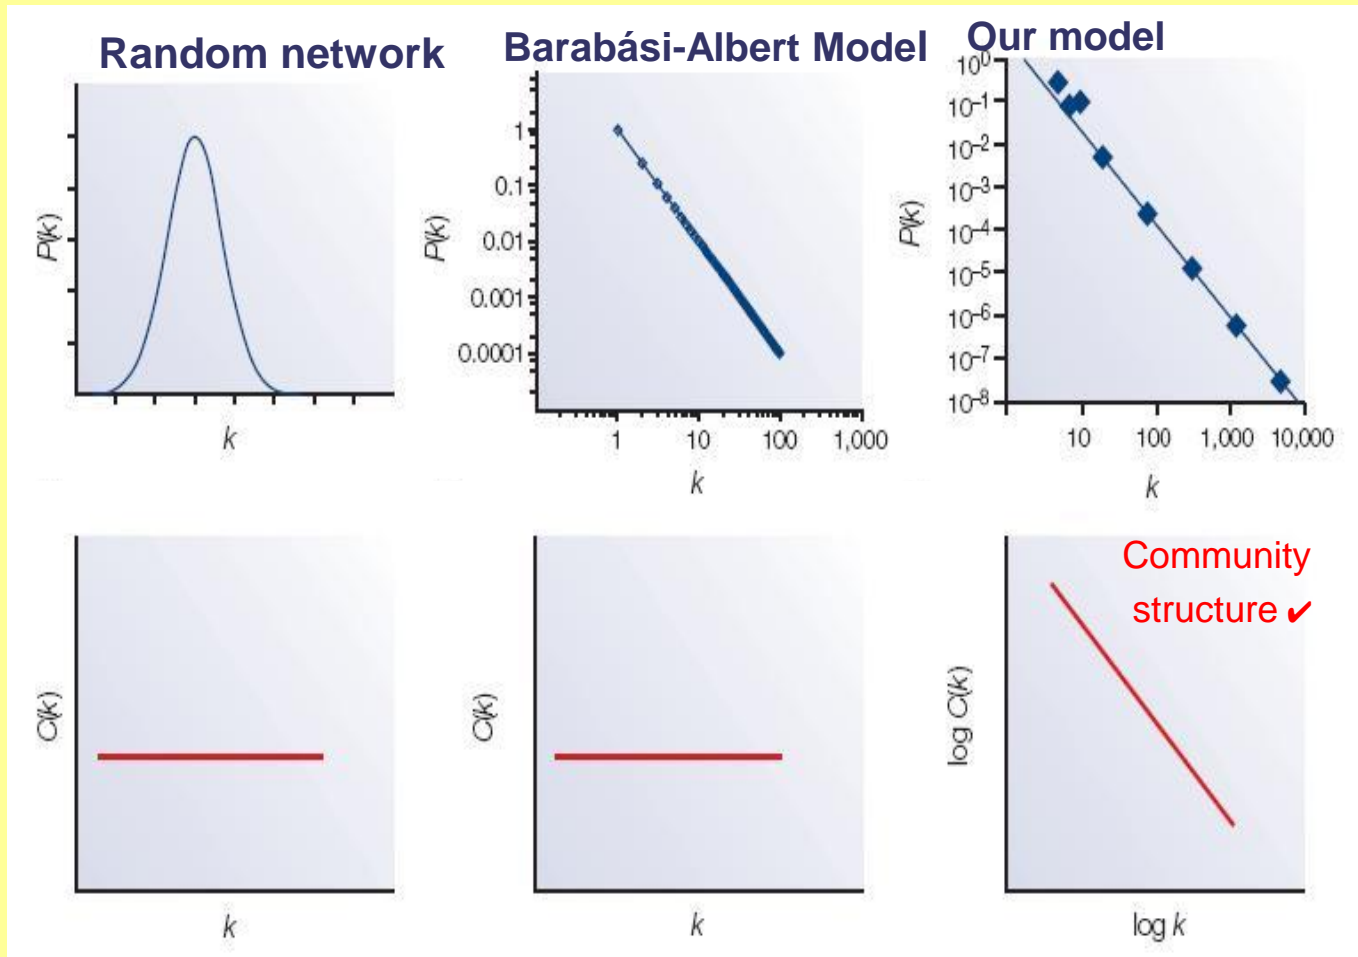 Random network
Barabási-Albert Model
Our model
P(k)
k
P(k)
1
0.1
0.01
0.001
0.0001
1 10 100 1,000
k
P(k)
10⁰
10⁻¹
10⁻²
10⁻³
10⁻⁴
10⁻⁵
10⁻⁶
10⁻⁷
10⁻⁸
10 100 1,000 10,000
k
C(k)
k
C(k)
k
Community
structure ✔
log C(k)
log k